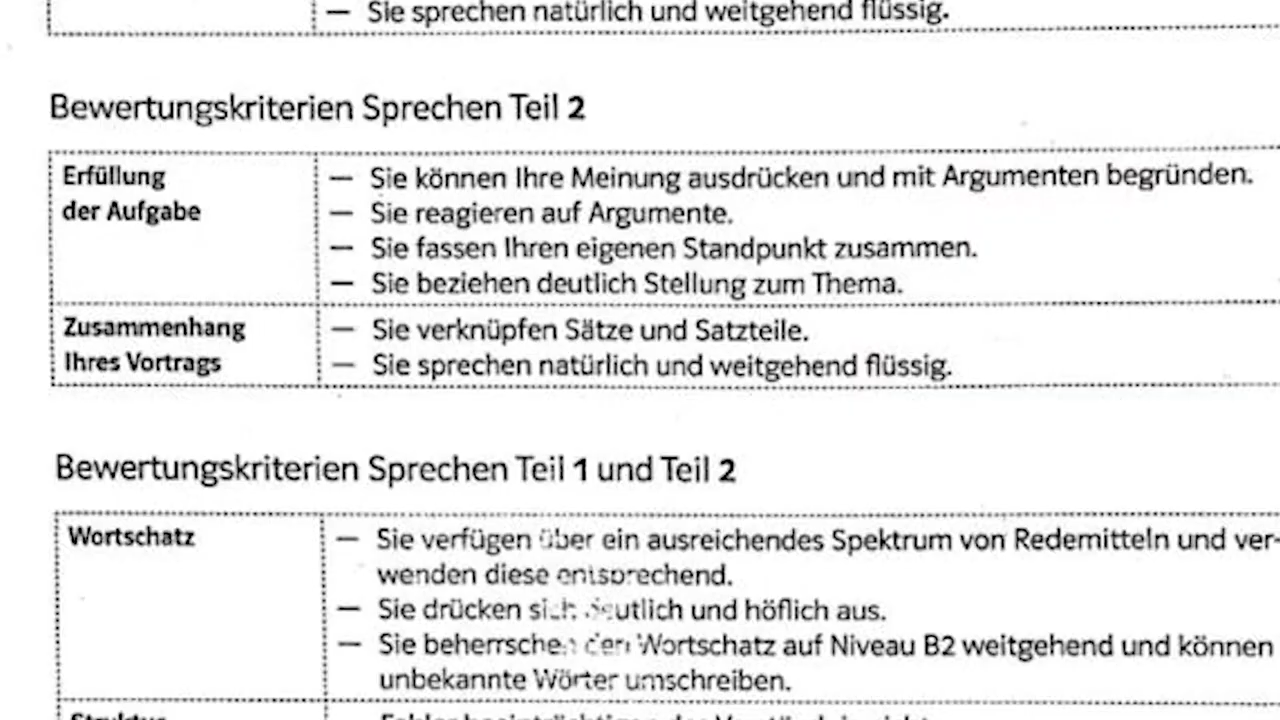 — Sie sprechen natürlich und weitgehend flüssig.
Bewertungskriterien Sprechen Teil 2
Erfüllung
der Aufgabe
— Sie können Ihre Meinung ausdrücken und mit Argumenten begründen.
— Sie reagieren auf Argumente.
— Sie fassen Ihren eigenen Standpunkt zusammen.
— Sie beziehen deutlich Stellung zum Thema.
Zusammenhang
Ihres Vortrags
— Sie verknüpfen Sätze und Satzteile.
— Sie sprechen natürlich und weitgehend flüssig.
Bewertungskriterien Sprechen Teil 1 und Teil 2
Wortschatz
— Sie verfügen über ein ausreichendes Spektrum von Redemitteln und ver-
wenden diese entsprechend.
— Sie drücken sich deutlich und höflich aus.
— Sie beherrschen den Wortschatz auf Niveau B2 weitgehend und können
unbekannte Wörter umschreiben.
Struktur